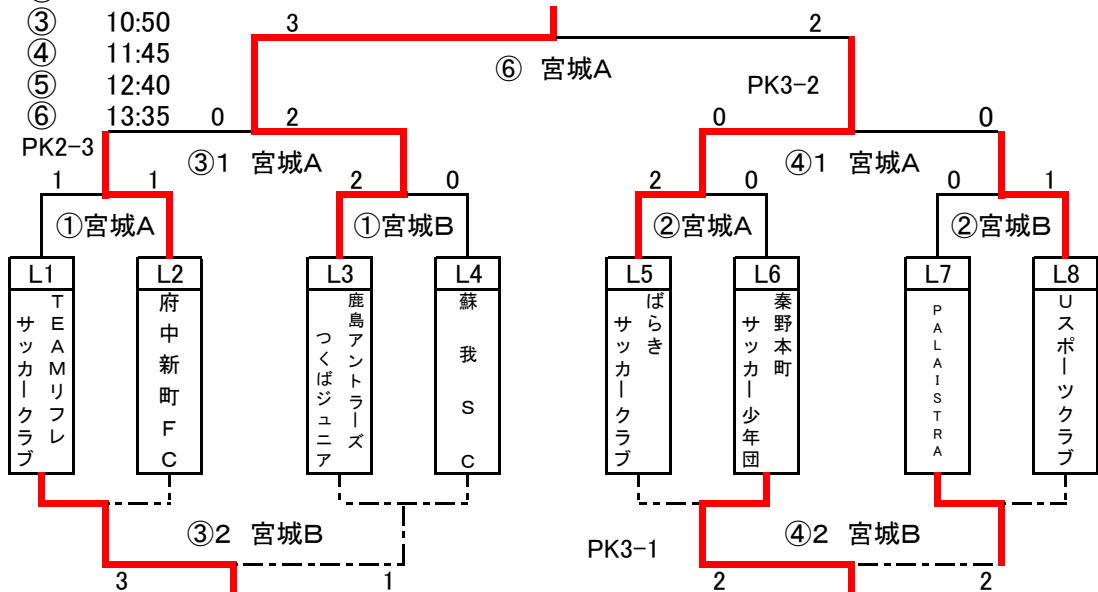 ③ 10:50
④ 11:45
⑤ 12:40
⑥ 13:35
3 2
⑥ 宮城A
PK3-2
0 2 0 0
PK2-3
③1 宮城A ④1 宮城A
1 1 2 0 2 0 0 1
①宮城A ①宮城B ②宮城A ②宮城B
L1 L2 L3 L4 L5 L6 L7 L8
TEAMリフレ
サッカークラブ
府中新町FC
鹿島アントラーズ
つくばジュニア
蘇我SC
ばらき
サッカークラブ
秦野本町
サッカー少年団
PALAISTRA
Uスポーツクラブ
③2 宮城B ④2 宮城B
PK3-1
3 1 2 2